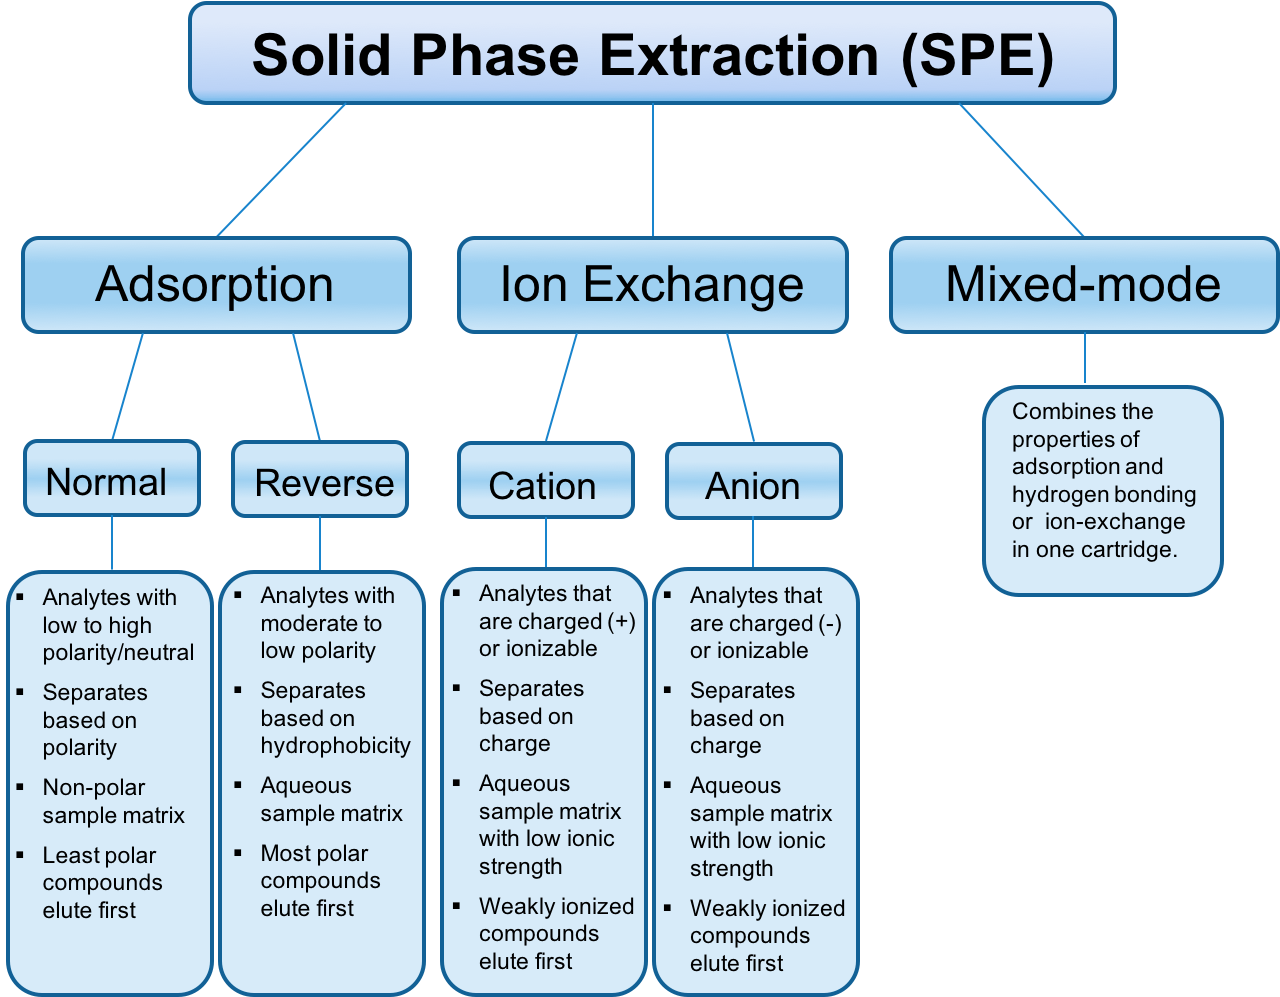 Solid Phase Extraction (SPE)
Adsorption
Ion Exchange
Mixed-mode
Normal
Reverse
Cation
Anion
▪ Analytes with
low to high
polarity/neutral
▪ Separates
based on
polarity
▪ Non-polar
sample matrix
▪ Least polar
compounds
elute first
▪ Analytes with
moderate to
low polarity
▪ Separates
based on
hydrophobicity
▪ Aqueous
sample matrix
▪ Most polar
compounds
elute first
▪ Analytes that
are charged (+)
or ionizable
▪ Separates
based on
charge
▪ Aqueous
sample matrix
with low ionic
strength
▪ Weakly ionized
compounds
elute first
▪ Analytes that
are charged (-)
or ionizable
▪ Separates
based on
charge
▪ Aqueous
sample matrix
with low ionic
strength
▪ Weakly ionized
compounds
elute first
Combines the
properties of
adsorption and
hydrogen bonding
or ion-exchange
in one cartridge.